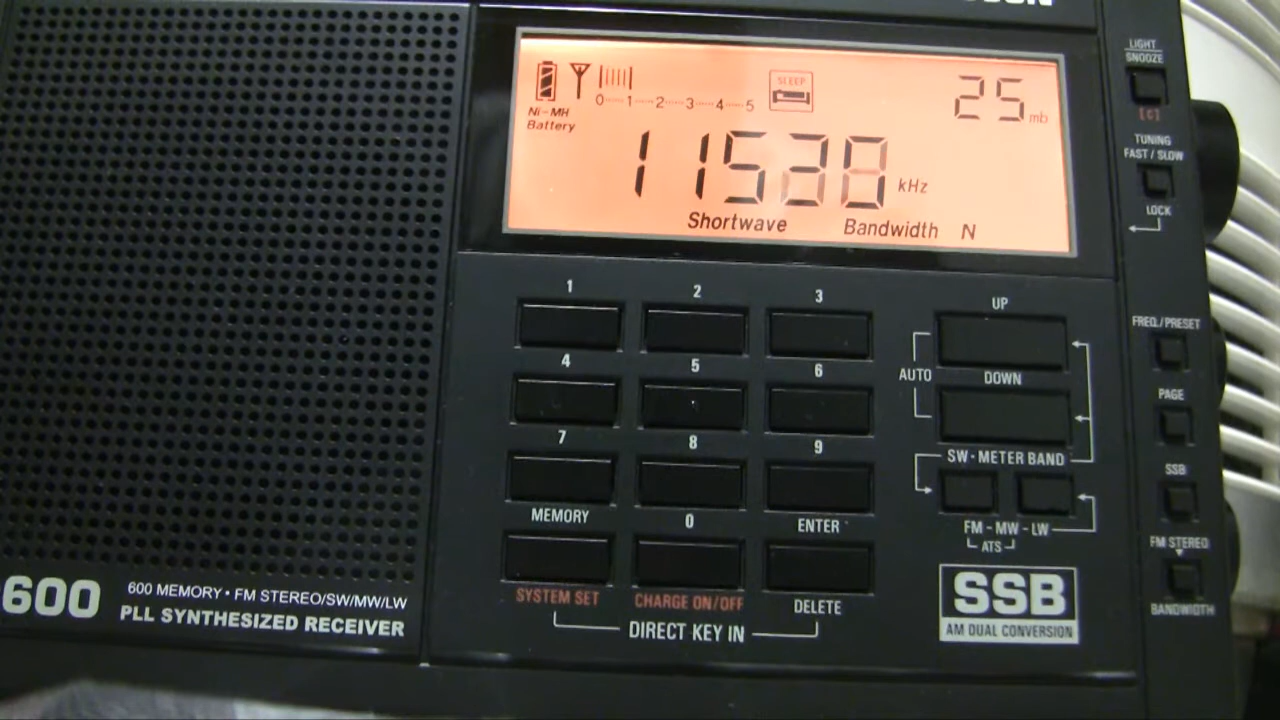 LIGHT
SNOOZE
[C]
Ni-MH
Battery
0 1 2 3 4 5
SLEEP
25 mb
11538 kHz
Shortwave Bandwidth N
TUNING
FAST / SLOW
LOCK
1 2 3
4 5 6
7 8 9
MEMORY 0 ENTER
SYSTEM SET CHARGE ON/OFF DELETE
DIRECT KEY IN
UP
AUTO DOWN
SW - METER BAND
FM - MW - LW
ATS
SSB
AM DUAL CONVERSION
FREQ./PRESET
PAGE
SSB
FM STEREO
BANDWIDTH
600
600 MEMORY • FM STEREO/SW/MW/LW
PLL SYNTHESIZED RECEIVER